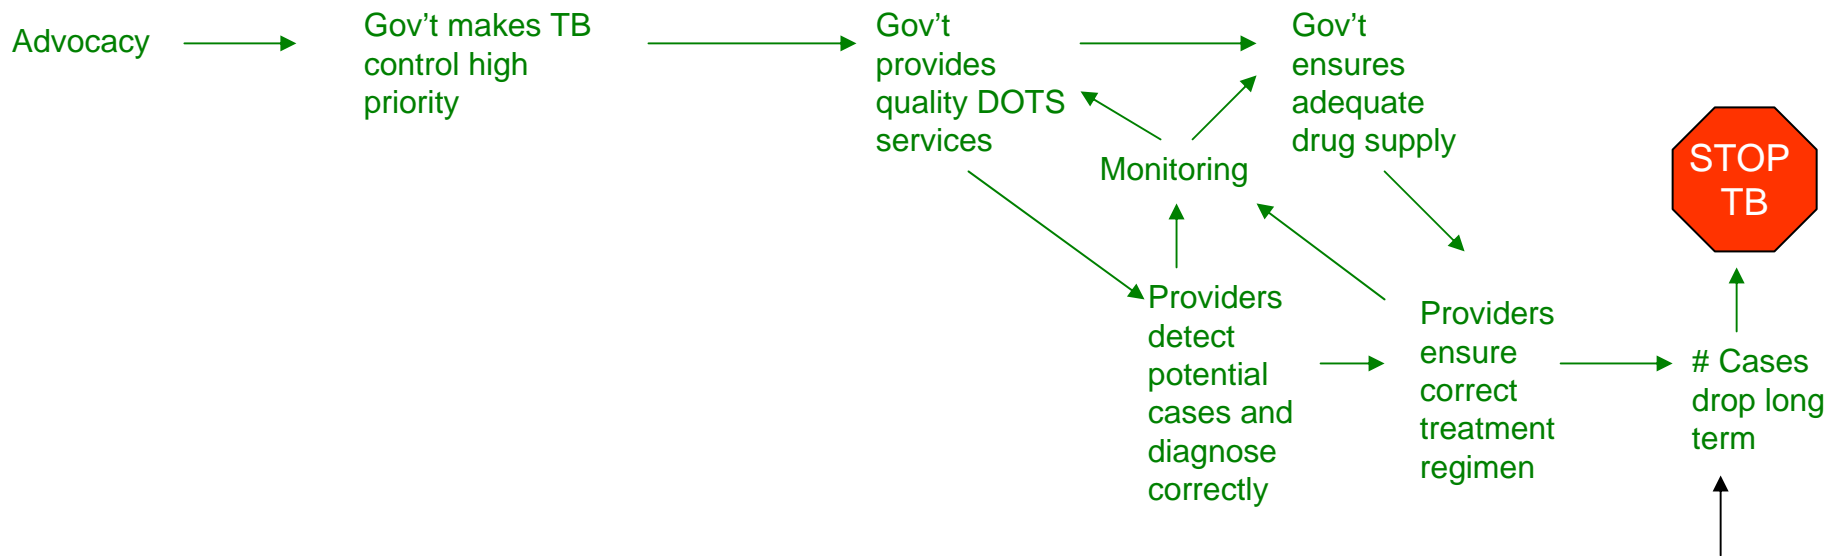 Advocacy
Gov’t makes TB
control high
priority
Gov’t
provides
quality DOTS
services
Gov’t
ensures
adequate
drug supply
Monitoring
STOP
TB
Providers
detect
potential
cases and
diagnose
correctly
Providers
ensure
correct
treatment
regimen
# Cases
drop long
term